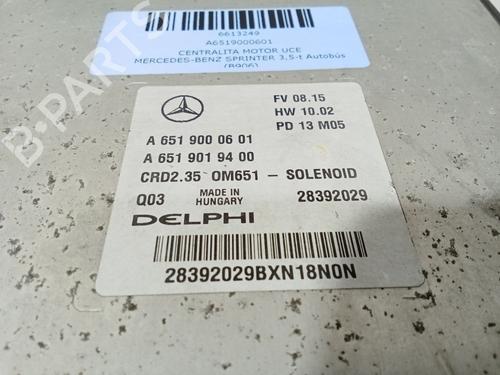 6613249
A6519000601
CENTRALITA MOTOR UCE
MERCEDES-BENZ SPRINTER 3,5-t Autobús
(B906)
FV 08.15
HW 10.02
PD 13 M05
A 651 900 06 01
A 651 901 94 00
CRD2.35 OM651 - SOLENOID
Q03 MADE IN HUNGARY 28392029
DELPHI
28392029BXN18N0N
B-PARTS